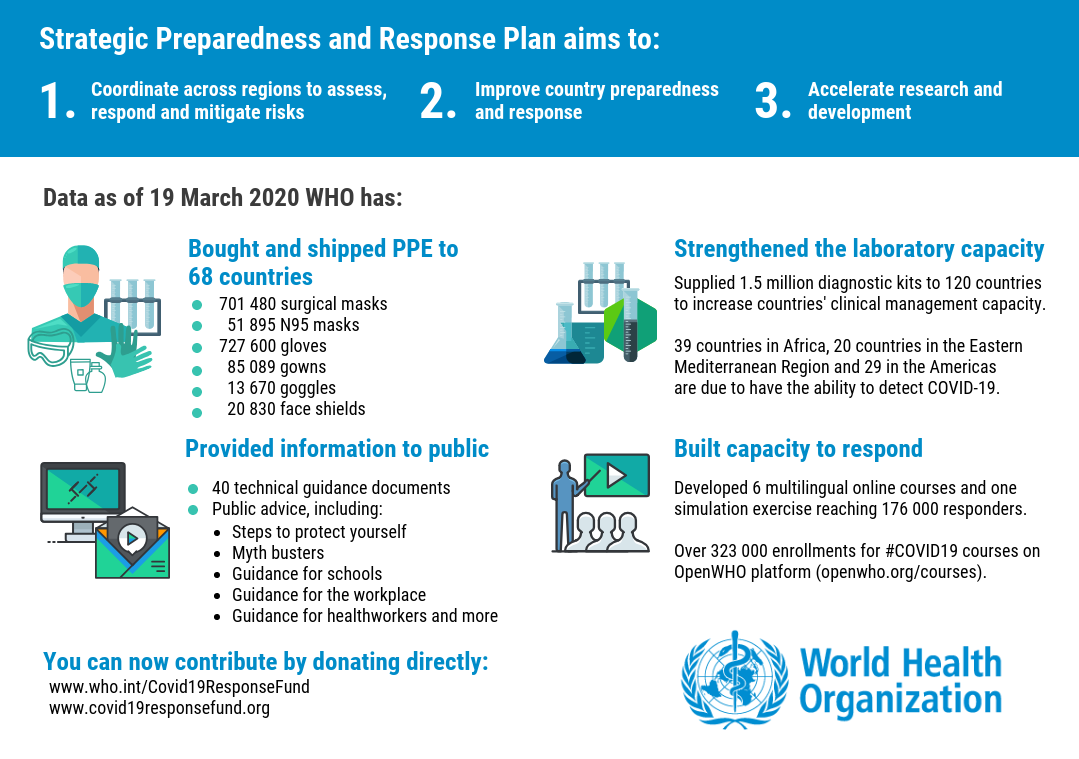 Strategic Preparedness and Response Plan aims to:
1. Coordinate across regions to assess,
respond and mitigate risks
2. Improve country preparedness
and response
3. Accelerate research and
development
Data as of 19 March 2020 WHO has:
Bought and shipped PPE to
68 countries
701 480 surgical masks
51 895 N95 masks
727 600 gloves
85 089 gowns
13 670 goggles
20 830 face shields
Strengthened the laboratory capacity
Supplied 1.5 million diagnostic kits to 120 countries
to increase countries' clinical management capacity.
39 countries in Africa, 20 countries in the Eastern
Mediterranean Region and 29 in the Americas
are due to have the ability to detect COVID-19.
Provided information to public
40 technical guidance documents
Public advice, including:
Steps to protect yourself
Myth busters
Guidance for schools
Guidance for the workplace
Guidance for healthworkers and more
Built capacity to respond
Developed 6 multilingual online courses and one
simulation exercise reaching 176 000 responders.
Over 323 000 enrollments for #COVID19 courses on
OpenWHO platform (openwho.org/courses).
You can now contribute by donating directly:
www.who.int/Covid19ResponseFund
www.covid19responsefund.org
World Health
Organization